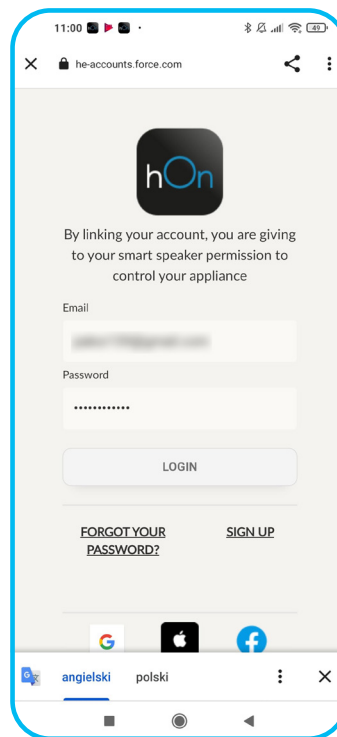 11:00
49
he-accounts.force.com
hOn
By linking your account, you are giving
to your smart speaker permission to
control your appliance
Email
Password
••••••••••••
LOGIN
FORGOT YOUR
PASSWORD?
SIGN UP
G
f
angielski polski